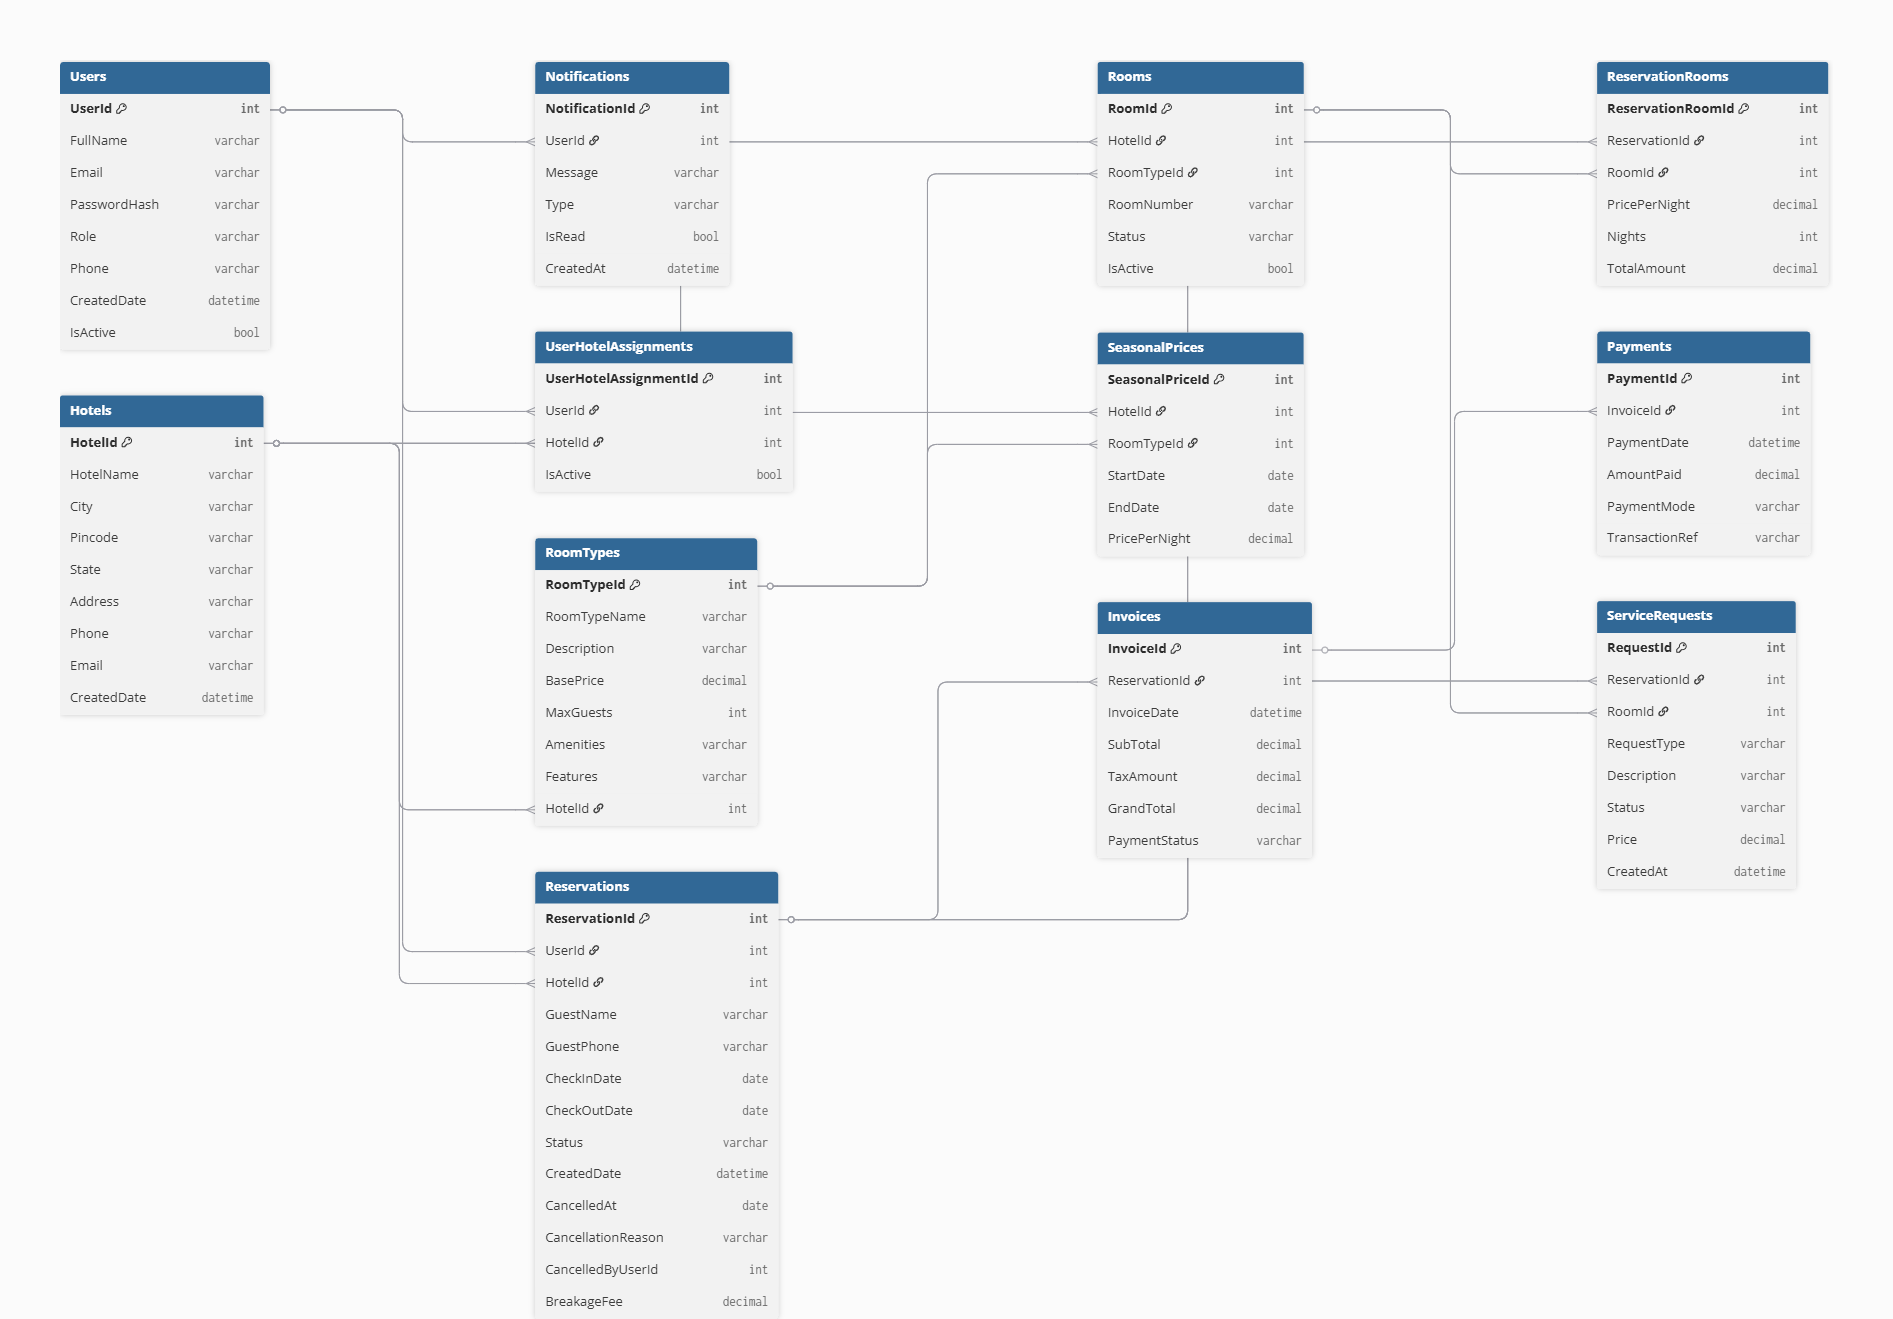 Users
UserId int
FullName varchar
Email varchar
PasswordHash varchar
Role varchar
Phone varchar
CreatedDate datetime
IsActive bool
Hotels
HotelId int
HotelName varchar
City varchar
Pincode varchar
State varchar
Address varchar
Phone varchar
Email varchar
CreatedDate datetime
Notifications
NotificationId int
UserId int
Message varchar
Type varchar
IsRead bool
CreatedAt datetime
UserHotelAssignments
UserHotelAssignmentId int
UserId int
HotelId int
IsActive bool
RoomTypes
RoomTypeId int
RoomTypeName varchar
Description varchar
BasePrice decimal
MaxGuests int
Amenities varchar
Features varchar
HotelId int
Reservations
ReservationId int
UserId int
HotelId int
GuestName varchar
GuestPhone varchar
CheckInDate date
CheckOutDate date
Status varchar
CreatedDate datetime
CancelledAt date
CancellationReason varchar
CancelledByUserId int
BreakageFee decimal
Rooms
RoomId int
HotelId int
RoomTypeId int
RoomNumber varchar
Status varchar
IsActive bool
SeasonalPrices
SeasonalPriceId int
HotelId int
RoomTypeId int
StartDate date
EndDate date
PricePerNight decimal
Invoices
InvoiceId int
ReservationId int
InvoiceDate datetime
SubTotal decimal
TaxAmount decimal
GrandTotal decimal
PaymentStatus varchar
ReservationRooms
ReservationRoomId int
ReservationId int
RoomId int
PricePerNight decimal
Nights int
TotalAmount decimal
Payments
PaymentId int
InvoiceId int
PaymentDate datetime
AmountPaid decimal
PaymentMode varchar
TransactionRef varchar
ServiceRequests
RequestId int
ReservationId int
RoomId int
RequestType varchar
Description varchar
Status varchar
Price decimal
CreatedAt datetime